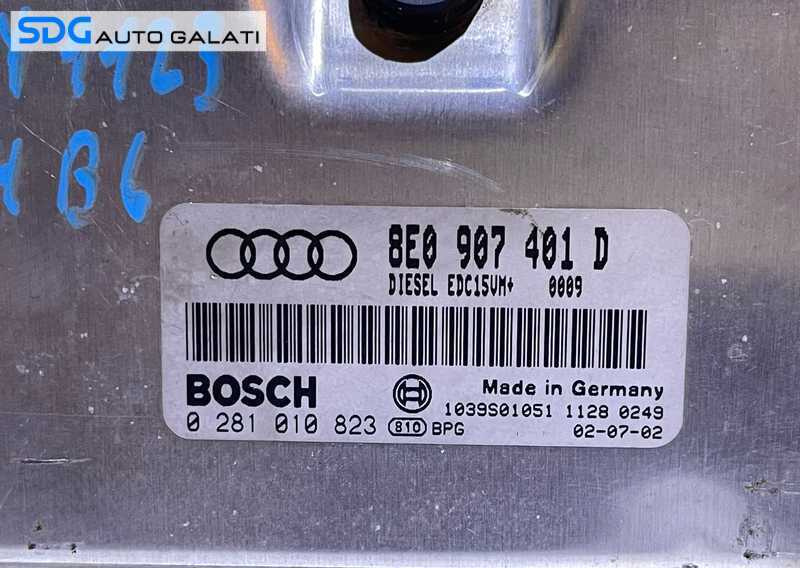 SDG AUTO GALATI
B6
8E0 907 401 D
DIESEL EDC15VM+ 0009
BOSCH
Made in Germany
1039S01051 1128 0249
0 281 010 823 810 BPG 02-07-02